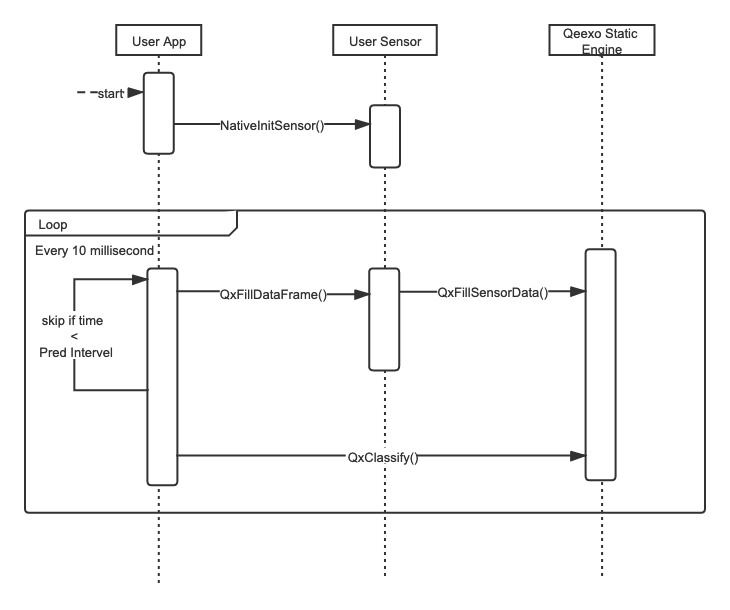 User App
User Sensor
Qeexo Static
Engine
start
NativeInitSensor()
Loop
Every 10 millisecond
QxFillDataFrame()
QxFillSensorData()
skip if time
<
Pred Intervel
QxClassify()